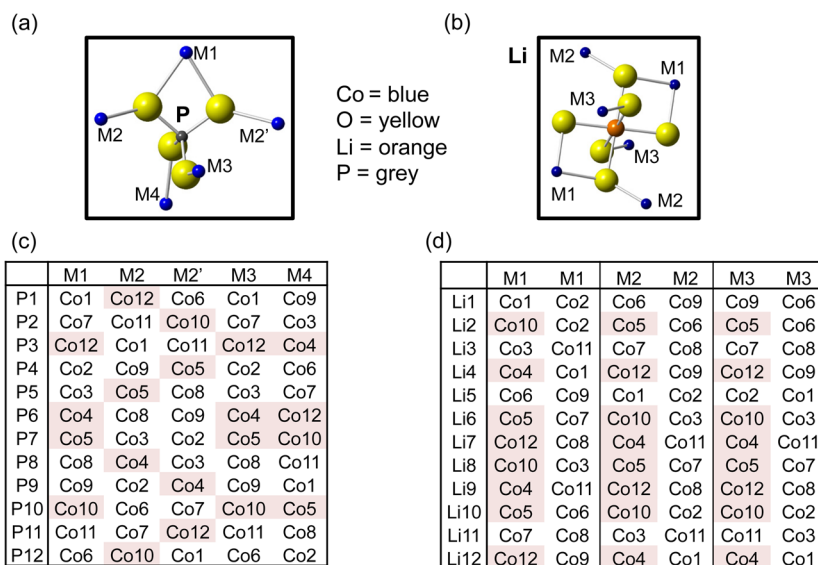 (a)
M1
P
M2
M2'
M3
M4
Co = blue
O = yellow
Li = orange
P = grey
(b)
Li
M2
M1
M3
M3
M1
M2
(c)
M1 M2 M2' M3 M4
P1 Co1 Co12 Co6 Co1 Co9
P2 Co7 Co11 Co10 Co7 Co3
P3 Co12 Co1 Co11 Co12 Co4
P4 Co2 Co9 Co5 Co2 Co6
P5 Co3 Co5 Co8 Co3 Co7
P6 Co4 Co8 Co9 Co4 Co12
P7 Co5 Co3 Co2 Co5 Co10
P8 Co8 Co4 Co3 Co8 Co11
P9 Co9 Co2 Co4 Co9 Co1
P10 Co10 Co6 Co7 Co10 Co5
P11 Co11 Co7 Co12 Co11 Co8
P12 Co6 Co10 Co1 Co6 Co2
(d)
M1 M1 M2 M2 M3 M3
Li1 Co1 Co2 Co6 Co9 Co9 Co6
Li2 Co10 Co2 Co5 Co6 Co5 Co6
Li3 Co3 Co11 Co7 Co8 Co7 Co8
Li4 Co4 Co1 Co12 Co9 Co12 Co9
Li5 Co6 Co9 Co1 Co2 Co2 Co1
Li6 Co5 Co7 Co10 Co3 Co10 Co3
Li7 Co12 Co8 Co4 Co11 Co4 Co11
Li8 Co10 Co3 Co5 Co7 Co5 Co7
Li9 Co4 Co11 Co12 Co8 Co12 Co8
Li10 Co5 Co6 Co10 Co2 Co10 Co2
Li11 Co7 Co8 Co3 Co11 Co11 Co3
Li12 Co12 Co9 Co4 Co1 Co4 Co1